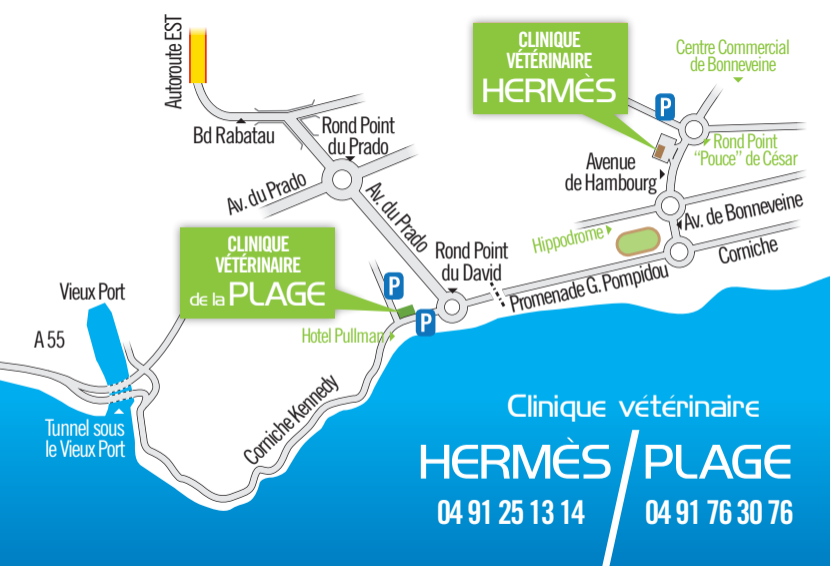 Autoroute EST
CLINIQUE
VÉTÉRINAIRE
HERMÈS
Centre Commercial
de Bonneveine
P
Bd Rabatau
Rond Point
du Prado
Rond Point
"Pouce" de César
Avenue
de Hambourg
Av. du Prado
Av. du Prado
Av. de Bonneveine
CLINIQUE
VÉTÉRINAIRE
de la PLAGE
Hippodrome
Rond Point
du David
Corniche
Promenade G. Pompidou
P
P
Vieux Port
A 55
Hotel Pullman
Corniche Kennedy
Tunnel sous
le Vieux Port
Clinique vétérinaire
HERMÈS / PLAGE
04 91 25 13 14
04 91 76 30 76